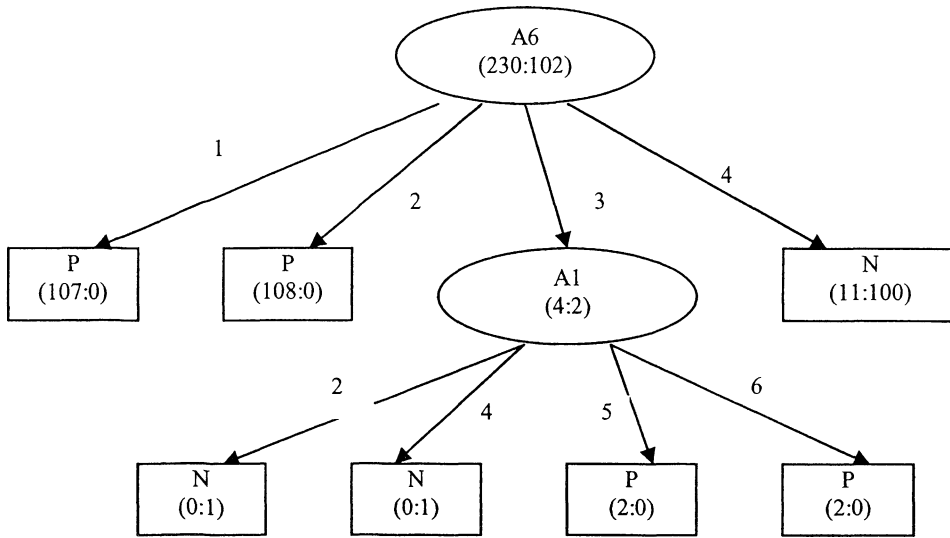 A6
(230:102)
1
2
3
4
P
(107:0)
P
(108:0)
A1
(4:2)
N
(11:100)
2
4
5
6
N
(0:1)
N
(0:1)
P
(2:0)
P
(2:0)